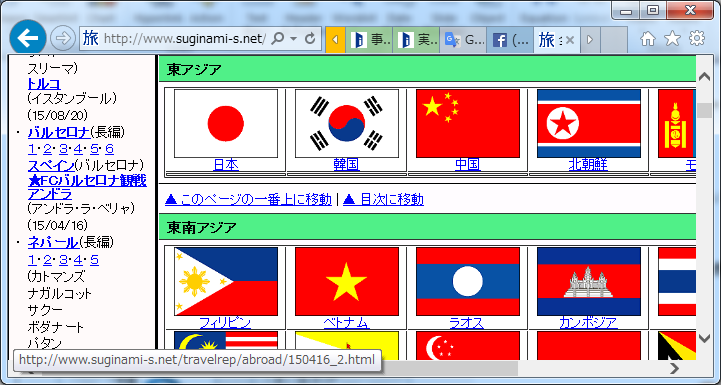 旅 http://www.suginami-s.net/
事..
実..
G...
(...
旅
スリーマ)
トルコ
(イスタンブール)
(15/08/20)
・ バルセロナ(長編)
1・2・3・4・5・6
スペイン(バルセロナ)
★FCバルセロナ観戦
アンドラ
(アンドラ・ラ・ベリャ)
(15/04/16)
・ ネパール(長編)
1・2・3・4・5
(カトマンズ
ナガルコット
サクー
ボダナート
パタン
東アジア
日本 韓国 中国 北朝鮮 モ
▲ このページの一番上に移動 | ▲ 目次に移動
東南アジア
フィリピン ベトナム ラオス カンボジア
http://www.suginami-s.net/travelrep/abroad/150416_2.html